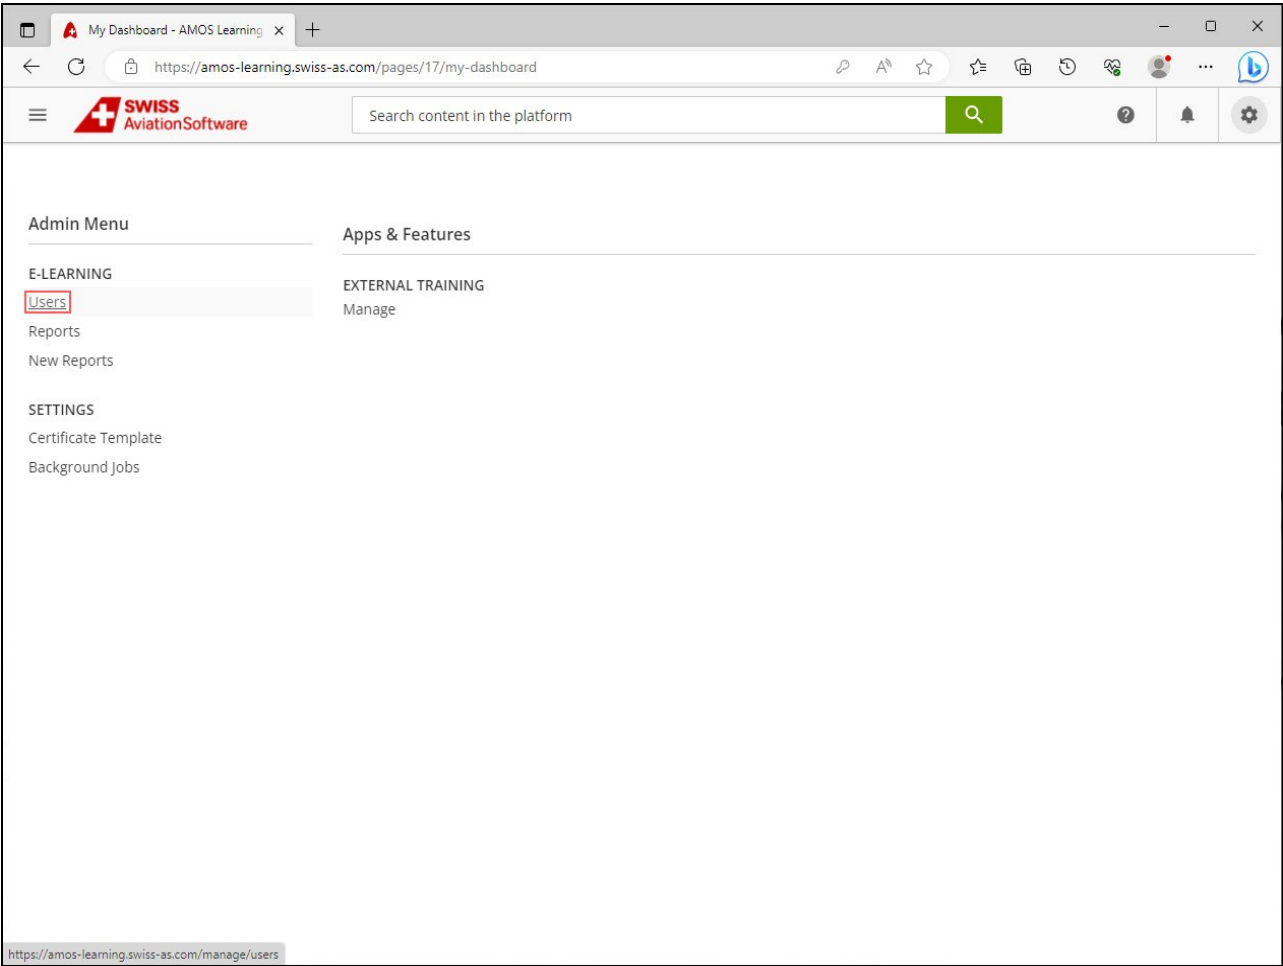 My Dashboard - AMOS Learning
https://amos-learning.swiss-as.com/pages/17/my-dashboard
SWISS
AviationSoftware
Search content in the platform
Admin Menu
E-LEARNING
Users
Reports
New Reports
SETTINGS
Certificate Template
Background Jobs
Apps & Features
EXTERNAL TRAINING
Manage
https://amos-learning.swiss-as.com/manage/users